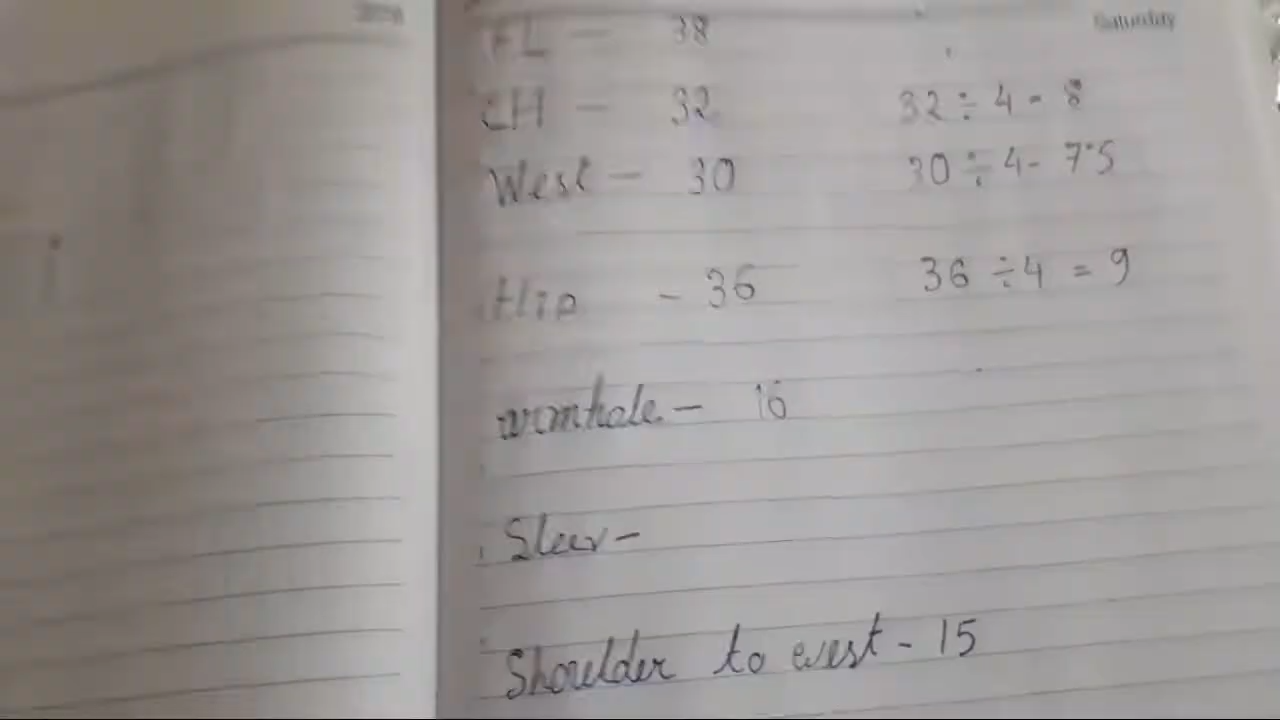 Saturday
FL - 38
CH - 32 32 ÷ 4 - 8
West - 30 30 ÷ 4 - 7.5
Hip - 36 36 ÷ 4 = 9
armhole - 16
Sleev -
Shoulder to west - 15